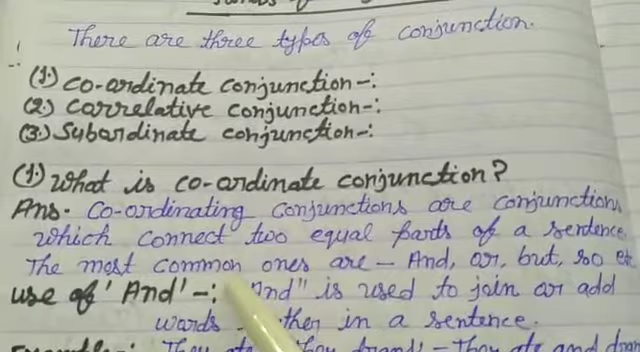 There are three types of conjunction.
(1.) Co-ordinate conjunction-:
(2.) Correlative conjunction-:
(3.) Subordinate conjunction-:
(1) What is co-ordinate conjunction?
Ans. Co-ordinating conjunctions are conjunctions
which connect two equal parts of a sentence
The most common ones are - And, or, but, so etc
use of 'And' -: "And" is used to join or add
words in a sentence.
They